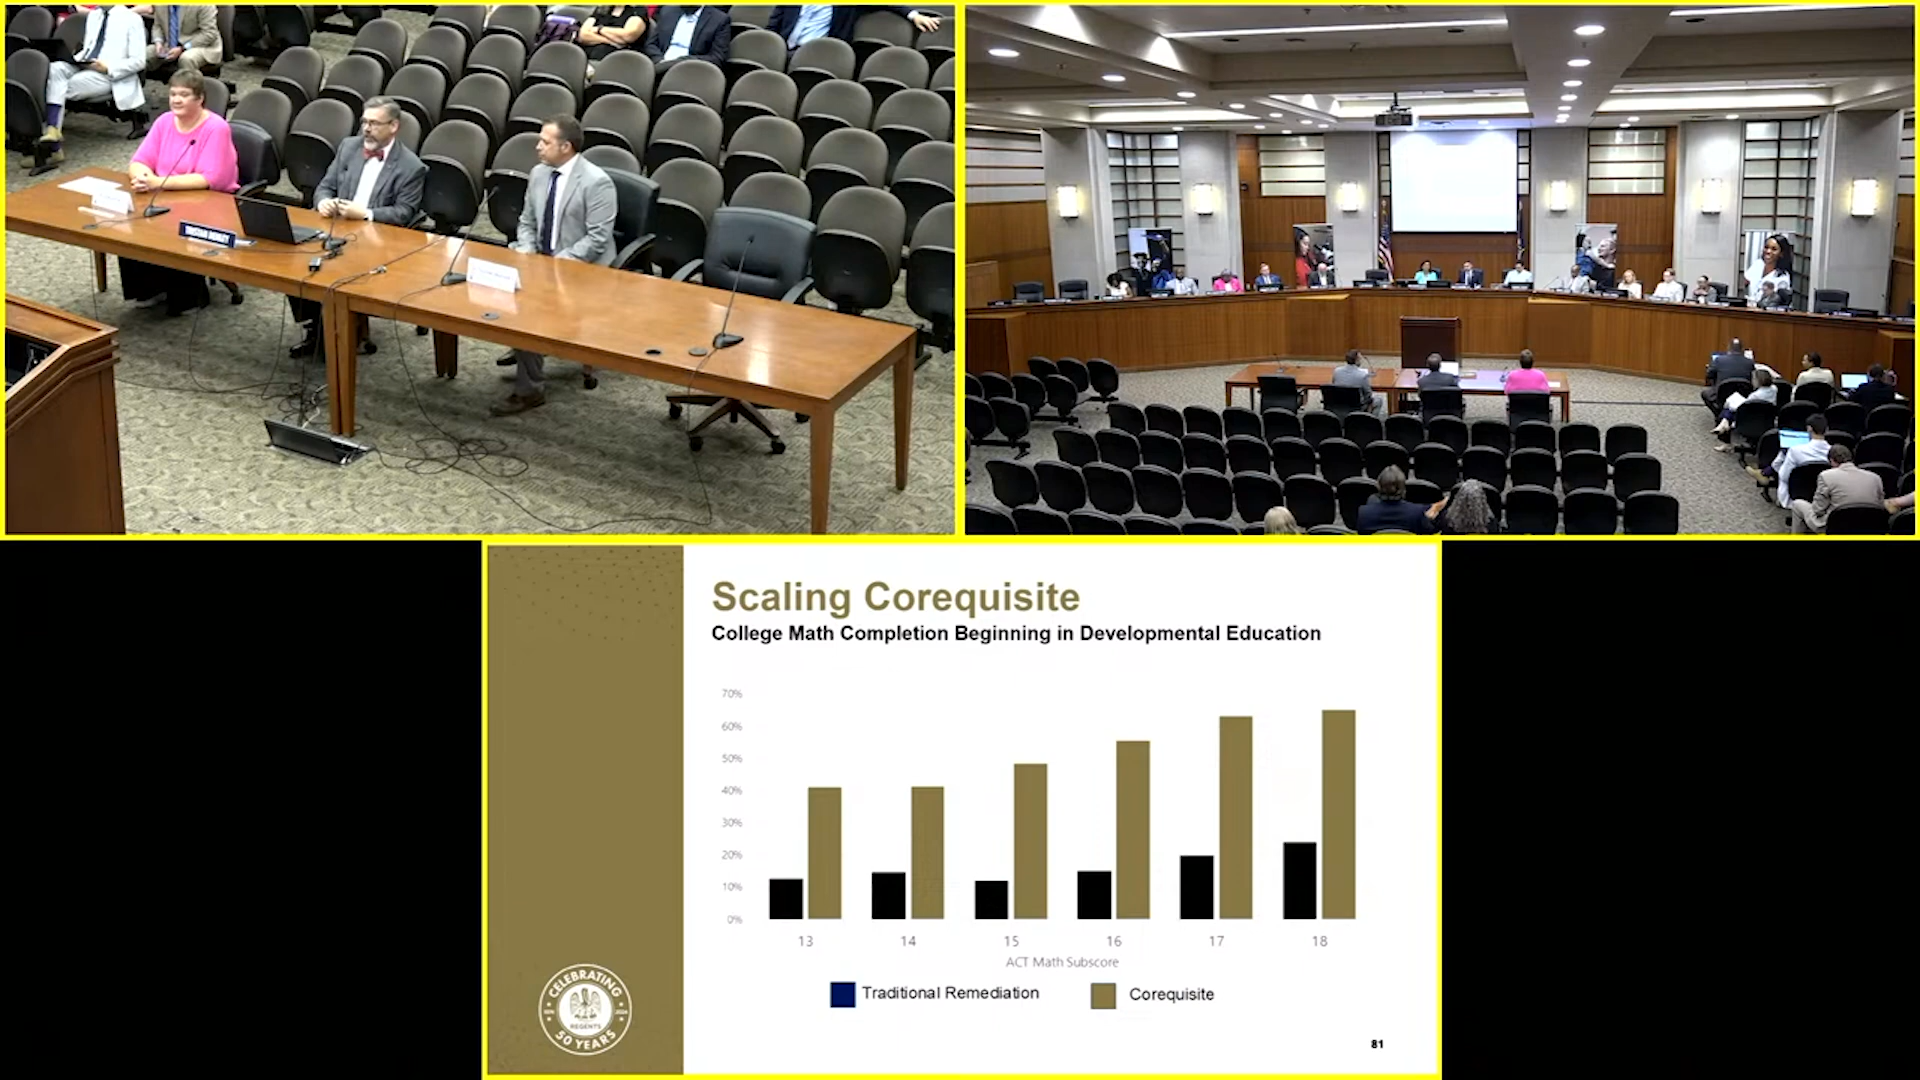 Scaling Corequisite
College Math Completion Beginning in Developmental Education
70%
60%
50%
40%
30%
20%
10%
0%
13 14 15 16 17 18
ACT Math Subscore
Traditional Remediation Corequisite
CELEBRATING
REGENTS
50 YEARS
81